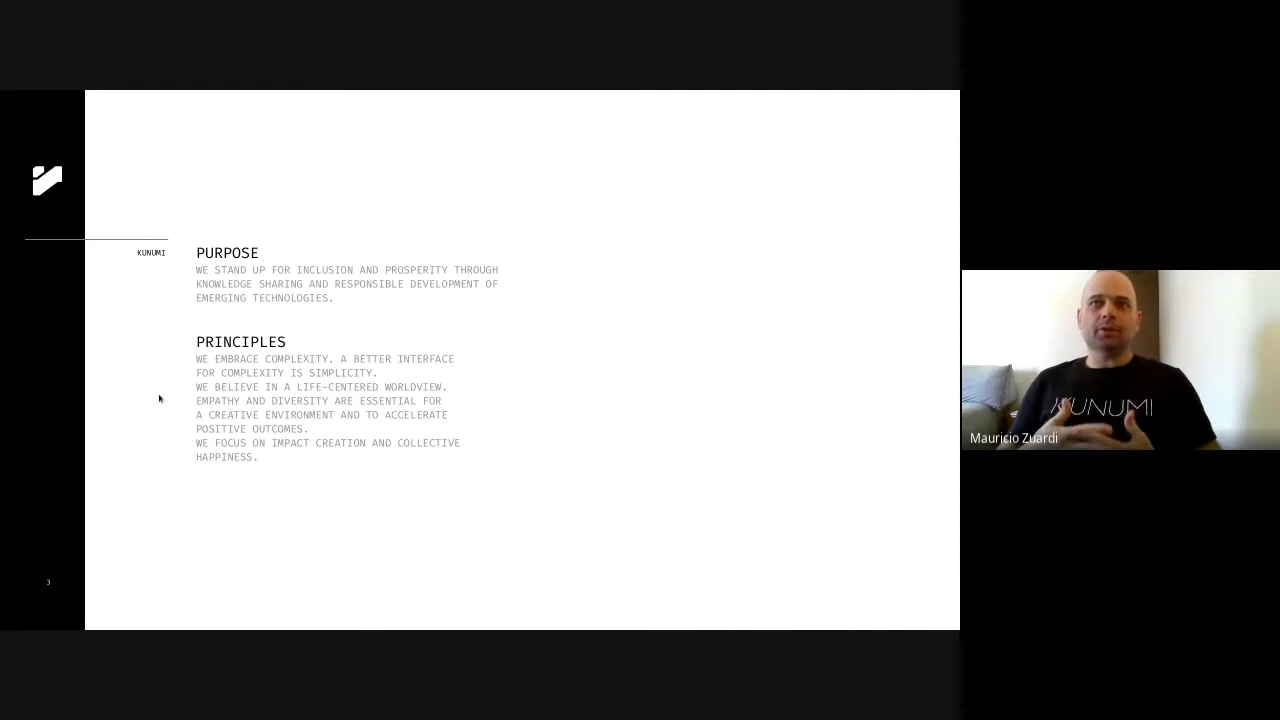 KUNUMI
PURPOSE
WE STAND UP FOR INCLUSION AND PROSPERITY THROUGH
KNOWLEDGE SHARING AND RESPONSIBLE DEVELOPMENT OF
EMERGING TECHNOLOGIES.
PRINCIPLES
WE EMBRACE COMPLEXITY. A BETTER INTERFACE
FOR COMPLEXITY IS SIMPLICITY.
WE BELIEVE IN A LIFE-CENTERED WORLDVIEW.
EMPATHY AND DIVERSITY ARE ESSENTIAL FOR
A CREATIVE ENVIRONMENT AND TO ACCELERATE
POSITIVE OUTCOMES.
WE FOCUS ON IMPACT CREATION AND COLLECTIVE
HAPPINESS.
3
KUNUMI
Mauricio Zuardi